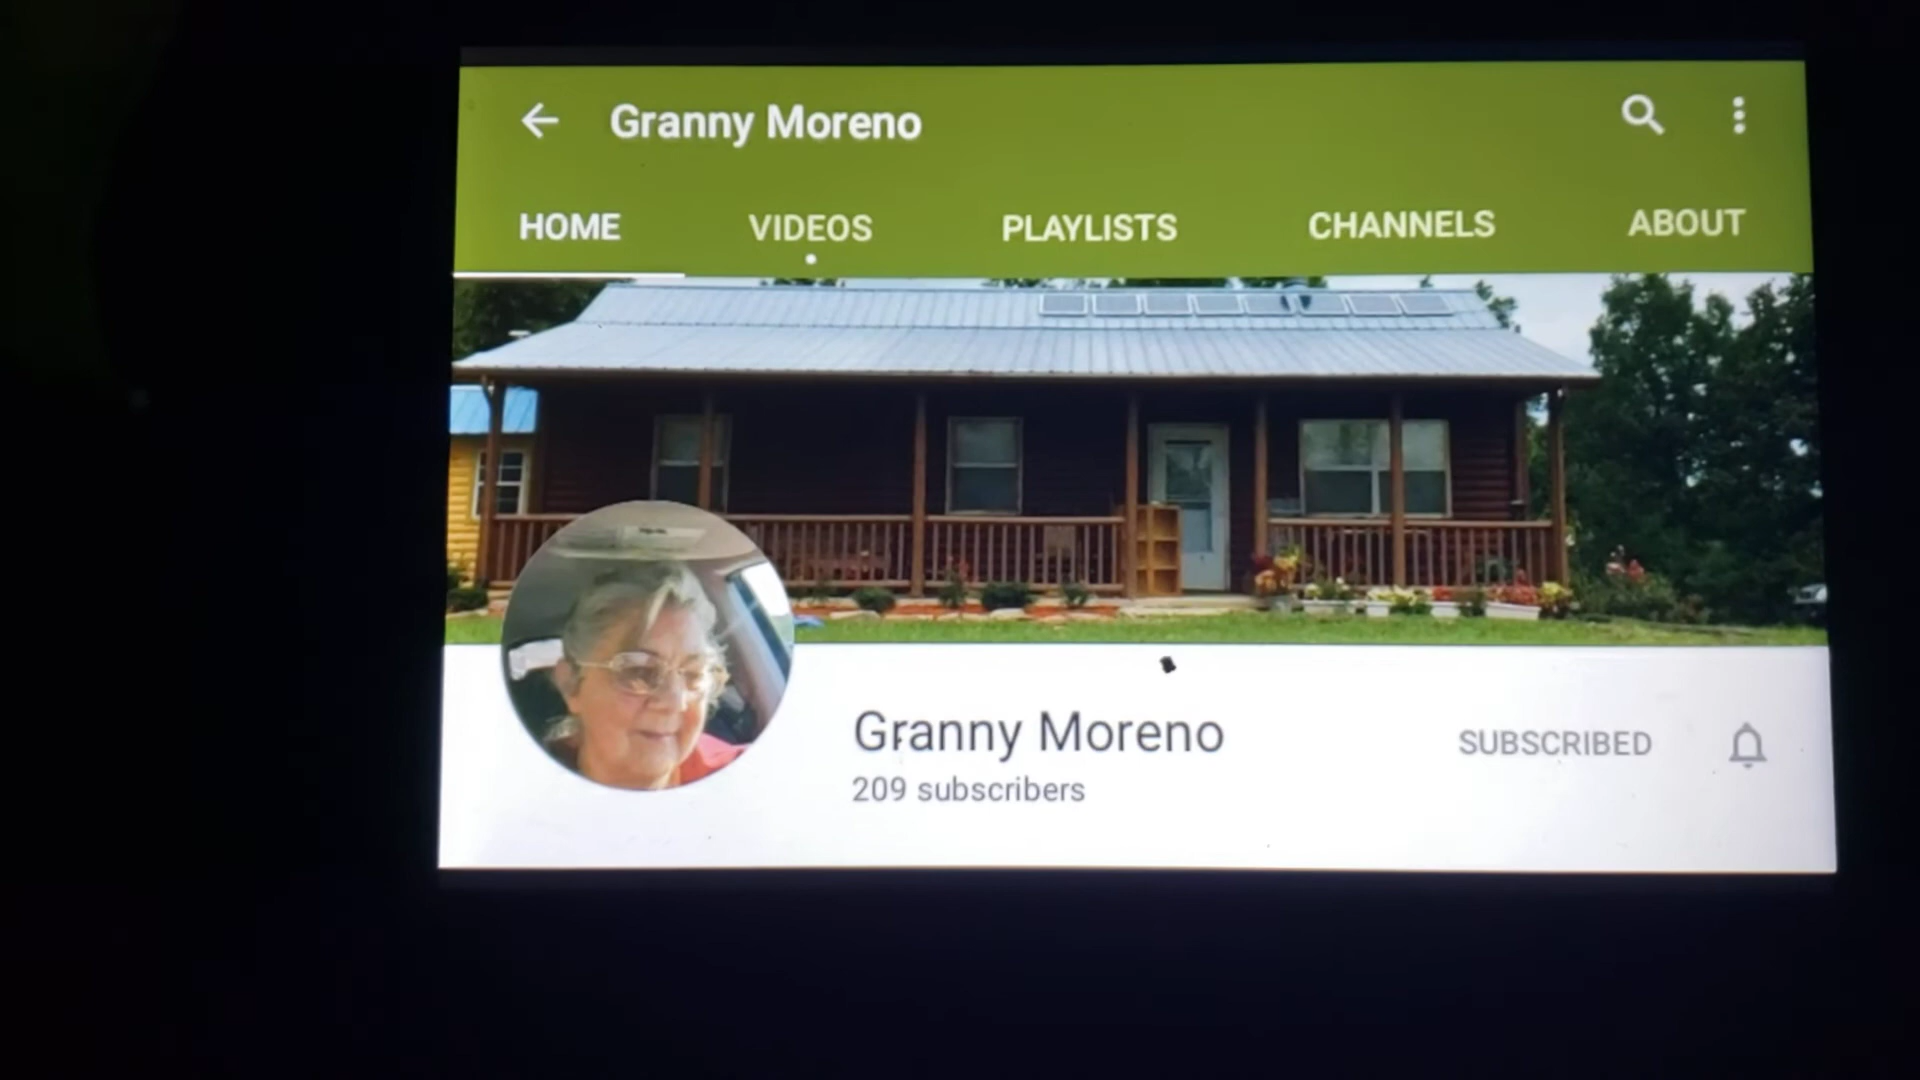 Granny Moreno
HOME VIDEOS PLAYLISTS CHANNELS ABOUT
Granny Moreno
SUBSCRIBED
209 subscribers